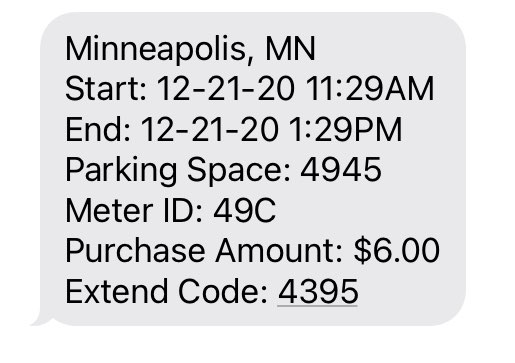 Minneapolis, MN
Start: 12-21-20 11:29AM
End: 12-21-20 1:29PM
Parking Space: 4945
Meter ID: 49C
Purchase Amount: $6.00
Extend Code: 4395